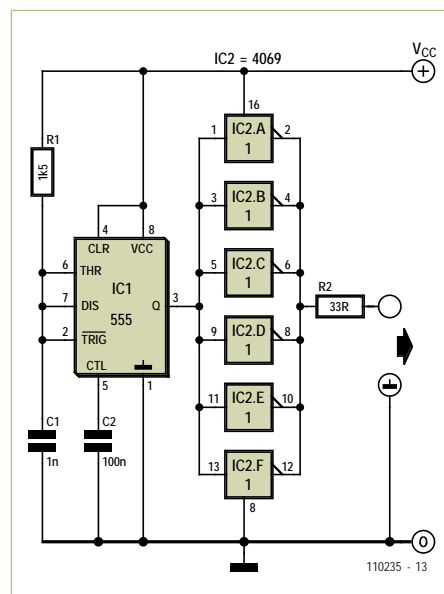 IC2 = 4069
VCC
+
R1
1k5
16
1 IC2.A 2
1
3 IC2.B 4
1
5 IC2.C 6
1
9 IC2.D 8
1
11 IC2.E 10
1
13 IC2.F 12
1
8
4 8
CLR VCC
6 THR
IC1
7 DIS Q 3
555
2 TRIG
CTL
5 1
R2
33R
C1
1n
C2
100n
0
110235 - 13